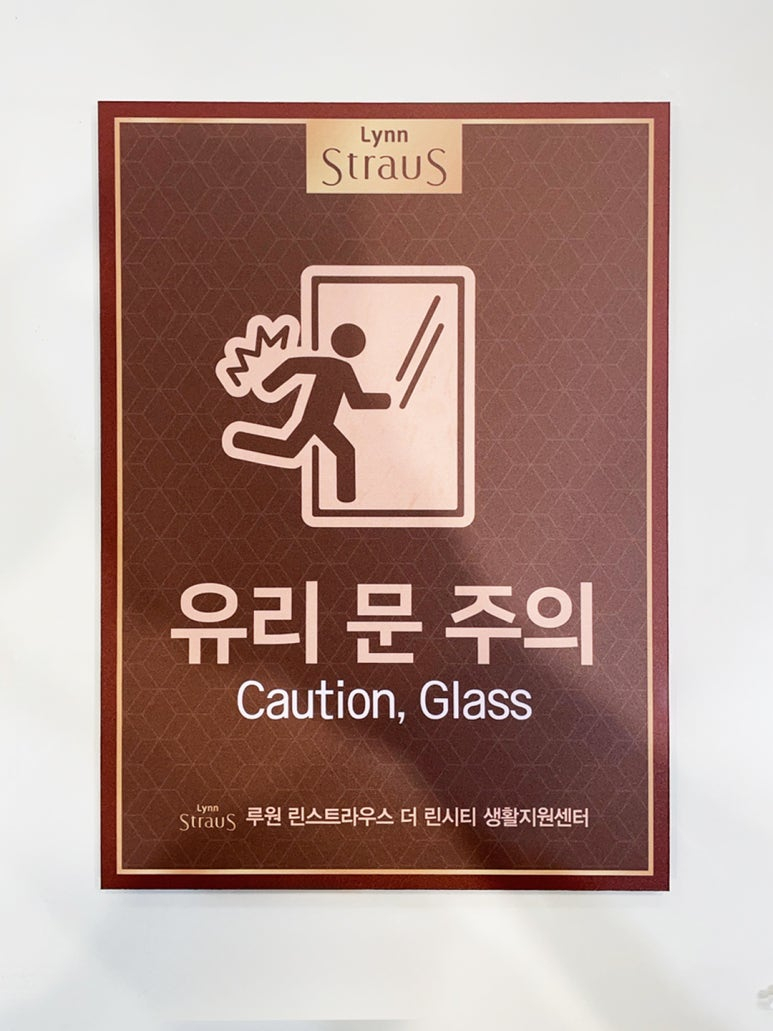 Lynn
StrauS
유리 문 주의
Caution, Glass
Lynn
StrauS 루원 린스트라우스 더 린시티 생활지원센터